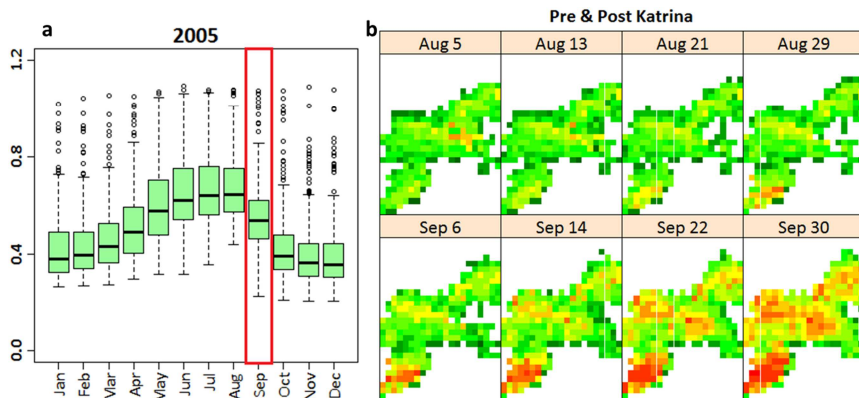 a
2005
1.2
0.8
0.4
0.0
Jan
Feb
Mar
Apr
May
Jun
Jul
Aug
Sep
Oct
Nov
Dec
b
Pre & Post Katrina
Aug 5
Aug 13
Aug 21
Aug 29
Sep 6
Sep 14
Sep 22
Sep 30